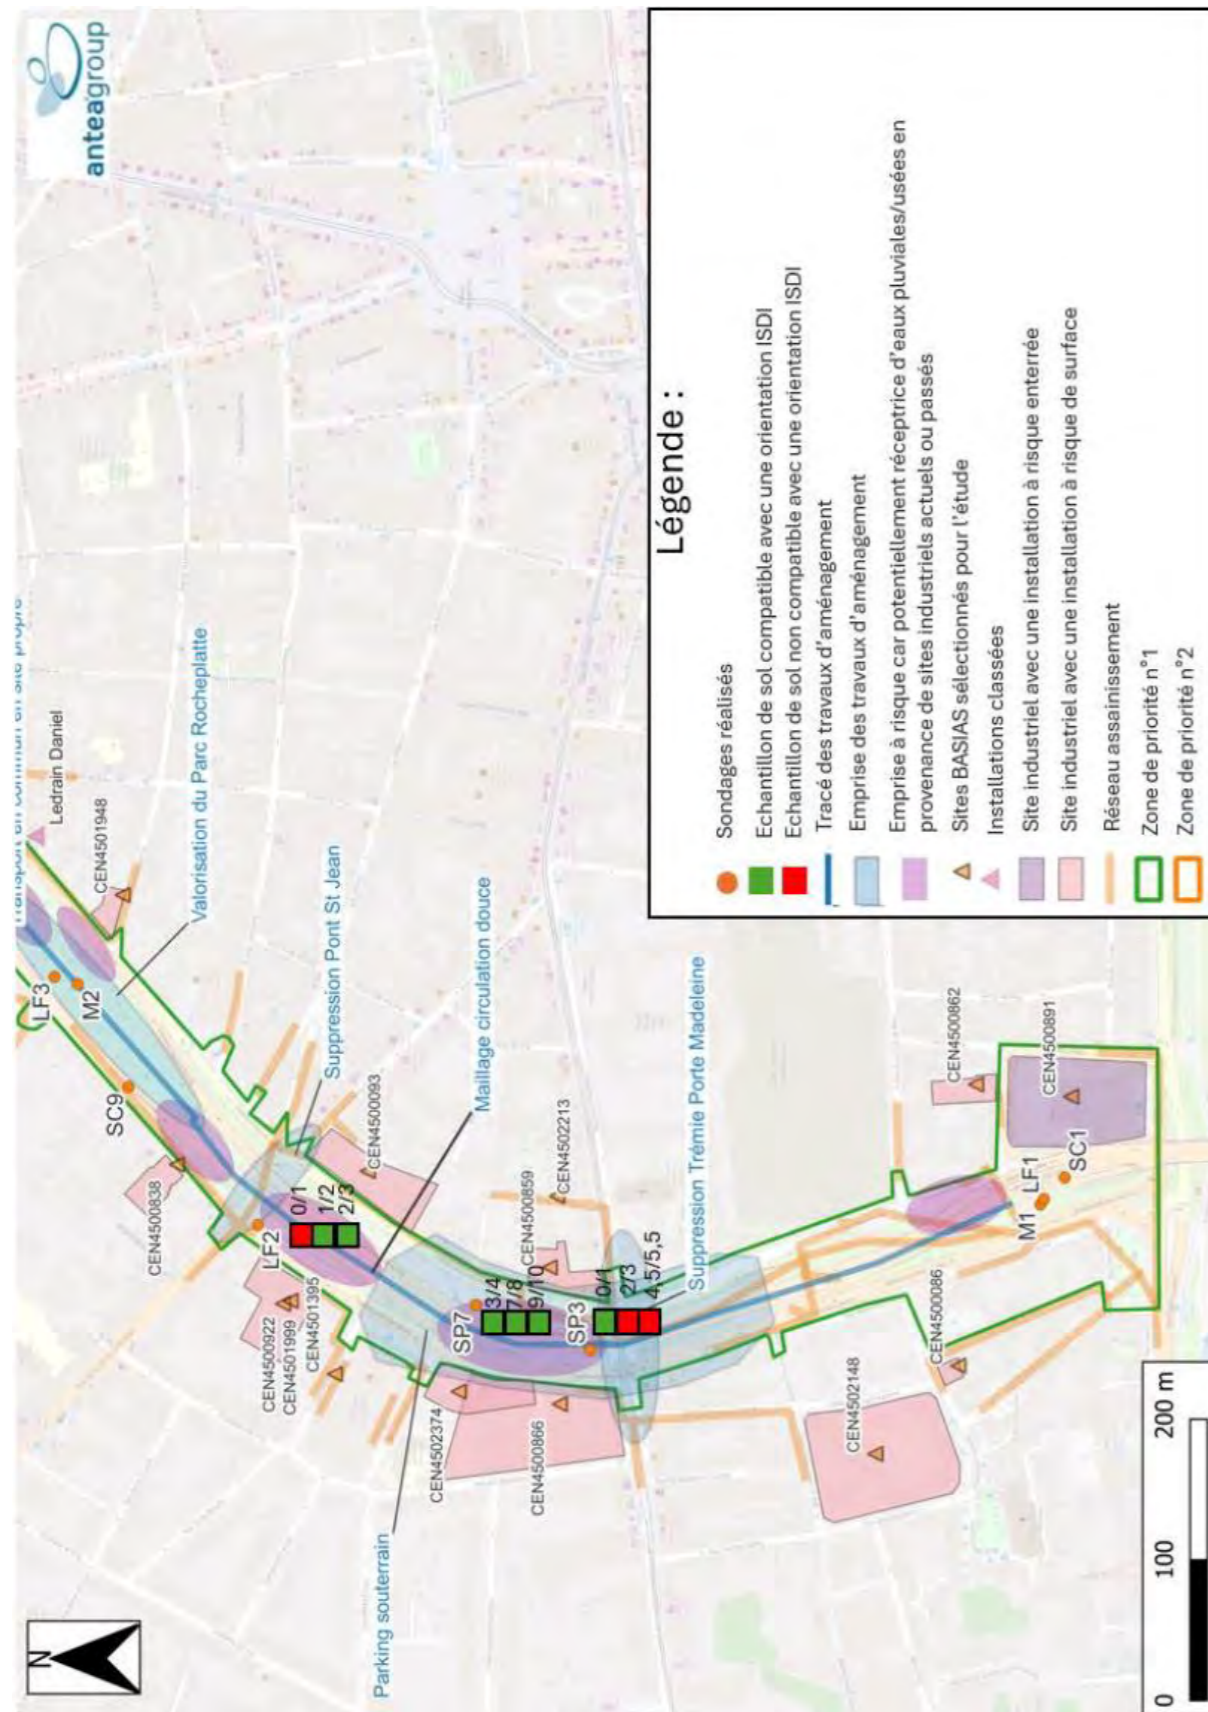 N
anteagroup
Transport en commun en site propre
Ledrain Daniel
CEN4501948
Valorisation du Parc Rocheplatte
LF3
M2
SC9
Suppression Pont St Jean
CEN4500838
CEN4500093
Maillage circulation douce
LF2
0/1
1/2
2/3
CEN4500922
CEN4501999
CEN4501395
CEN4502213
CEN4500859
SP7
3/4
7/8
9/10
SP3
0/1
2/3
4,5/5,5
Suppression Trémie Porte Madeleine
Parking souterrain
CEN4502374
CEN4500866
CEN4500862
CEN4500891
SC1
LF1
M1
CEN4500086
CEN4502148
0 100 200 m
Légende :
Sondages réalisés
Echantillon de sol compatible avec une orientation ISDI
Echantillon de sol non compatible avec une orientation ISDI
Tracé des travaux d'aménagement
Emprise des travaux d'aménagement
Emprise à risque car potentiellement réceptrice d'eaux pluviales/usées en
provenance de sites industriels actuels ou passés
Sites BASIAS sélectionnés pour l'étude
Installations classées
Site industriel avec une installation à risque enterrée
Site industriel avec une installation à risque de surface
Réseau assainissement
Zone de priorité n°1
Zone de priorité n°2